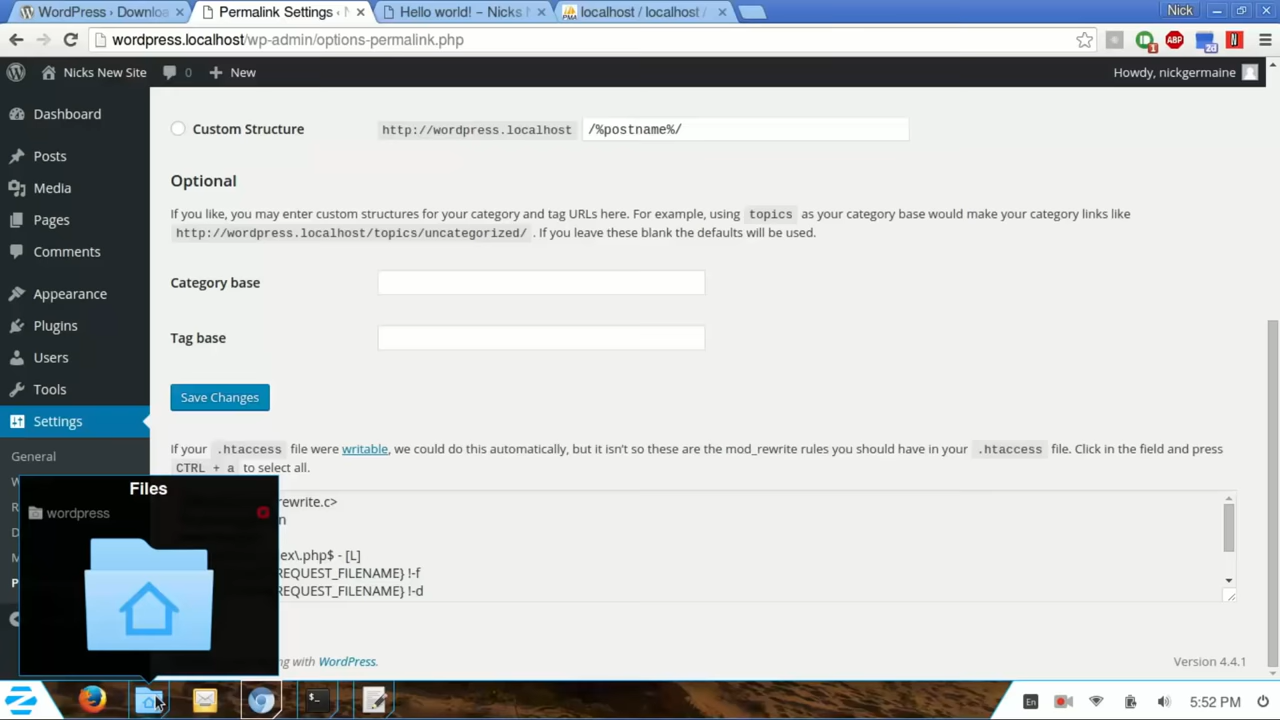 WordPress › Downloa
Permalink Settings ‹
Hello world! – Nicks N
localhost / localhost /
Nick
wordpress.localhost/wp-admin/options-permalink.php
1
ABP
2d
N
Nicks New Site
0
New
Howdy, nickgermaine
Dashboard
Posts
Media
Pages
Comments
Appearance
Plugins
Users
Tools
Settings
General
Custom Structure
http://wordpress.localhost
/%postname%/
Optional
If you like, you may enter custom structures for your category and tag URLs here. For example, using topics as your category base would make your category links like
http://wordpress.localhost/topics/uncategorized/ . If you leave these blank the defaults will be used.
Category base
Tag base
Save Changes
If your .htaccess file were writable, we could do this automatically, but it isn't so these are the mod_rewrite rules you should have in your .htaccess file. Click in the field and press
CTRL + a to select all.
rewrite.c>
n
ex\.php$ - [L]
REQUEST_FILENAME} !-f
REQUEST_FILENAME} !-d
Files
wordpress
ng with WordPress.
Version 4.4.1
En
5:52 PM